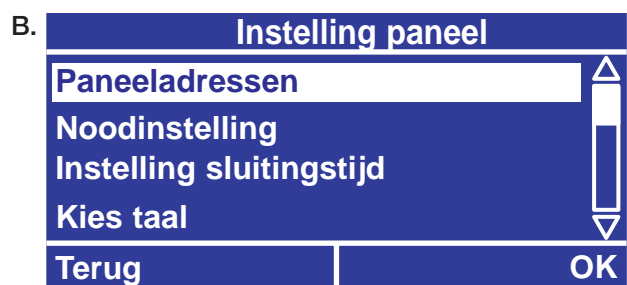 B.
Instelling paneel
Paneeladressen
Noodinstelling
Instelling sluitingstijd
Kies taal
Terug OK